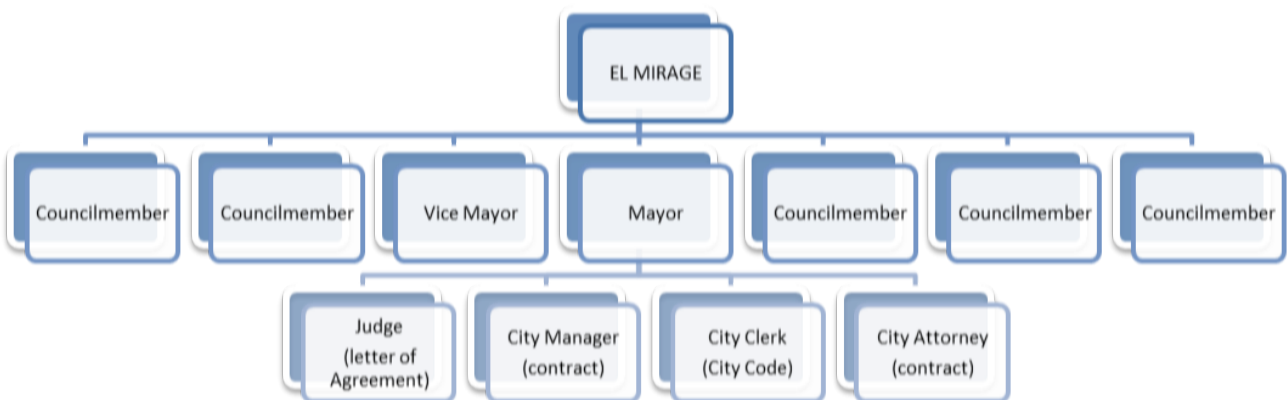 EL MIRAGE
Councilmember
Councilmember
Vice Mayor
Mayor
Councilmember
Councilmember
Councilmember
Judge
(letter of
Agreement)
City Manager
(contract)
City Clerk
(City Code)
City Attorney
(contract)